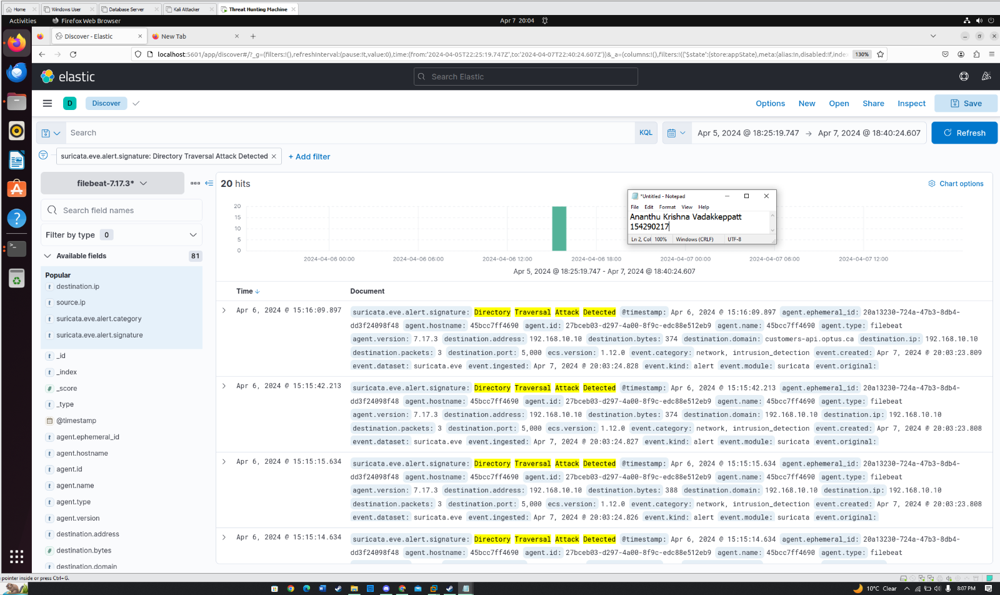 Home
Windows User
Database Server
Kali Attacker
Threat Hunting Machine
Activities
Firefox Web Browser
Apr 7 20:04
Discover - Elastic
New Tab
localhost:5601/app/discover#/?_g=(filters:!(),refreshInterval:(pause:!t,value:0),time:(from:'2024-04-05T22:25:19.747Z',to:'2024-04-07T22:40:24.607Z'))&_a=(columns:!(),filters:!(('$state':(store:appState),meta:(alias:!n,disabled:!f,index
130%
elastic
Search Elastic
D
Discover
Options
New
Open
Share
Inspect
Save
Search
KQL
Apr 5, 2024 @ 18:25:19.747 → Apr 7, 2024 @ 18:40:24.607
Refresh
suricata.eve.alert.signature: Directory Traversal Attack Detected ×
+ Add filter
filebeat-7.17.3*
20 hits
Chart options
Search field names
Filter by type 0
Available fields 81
Popular
t destination.ip
t source.ip
t suricata.eve.alert.category
t suricata.eve.alert.signature
t _id
t _index
# _score
t _type
@timestamp
t agent.ephemeral_id
t agent.hostname
t agent.id
t agent.name
t agent.type
t agent.version
t destination.address
# destination.bytes
t destination.domain
20
15
10
5
0
2024-04-06 00:00
2024-04-06 06:00
2024-04-06 12:00
2024-04-06 18:00
2024-04-07 00:00
2024-04-07 06:00
2024-04-07 12:00
Apr 5, 2024 @ 18:25:19.747 - Apr 7, 2024 @ 18:40:24.607
*Untitled - Notepad
File Edit Format View Help
Ananthu Krishna Vadakkeppatt
154290217
Ln 2, Col 100% Windows (CRLF) UTF-8
Time
Document
Apr 6, 2024 @ 15:16:09.897
suricata.eve.alert.signature: Directory Traversal Attack Detected @timestamp: Apr 6, 2024 @ 15:16:09.897 agent.ephemeral_id: 20a13230-724a-47b3-8db4-
dd3f24098f48 agent.hostname: 45bcc7ff4690 agent.id: 27bceb03-d297-4a00-8f9c-edc88e512eb9 agent.name: 45bcc7ff4690 agent.type: filebeat
agent.version: 7.17.3 destination.address: 192.168.10.10 destination.bytes: 374 destination.domain: customers-api.optus.ca destination.ip: 192.168.10.10
destination.packets: 3 destination.port: 5,000 ecs.version: 1.12.0 event.category: network, intrusion_detection event.created: Apr 7, 2024 @ 20:03:23.809
event.dataset: suricata.eve event.ingested: Apr 7, 2024 @ 20:03:24.828 event.kind: alert event.module: suricata event.original:
Apr 6, 2024 @ 15:15:42.213
suricata.eve.alert.signature: Directory Traversal Attack Detected @timestamp: Apr 6, 2024 @ 15:15:42.213 agent.ephemeral_id: 20a13230-724a-47b3-8db4-
dd3f24098f48 agent.hostname: 45bcc7ff4690 agent.id: 27bceb03-d297-4a00-8f9c-edc88e512eb9 agent.name: 45bcc7ff4690 agent.type: filebeat
agent.version: 7.17.3 destination.address: 192.168.10.10 destination.bytes: 374 destination.domain: 192.168.10.10 destination.ip: 192.168.10.10
destination.packets: 3 destination.port: 5,000 ecs.version: 1.12.0 event.category: network, intrusion_detection event.created: Apr 7, 2024 @ 20:03:23.808
event.dataset: suricata.eve event.ingested: Apr 7, 2024 @ 20:03:24.827 event.kind: alert event.module: suricata event.original:
Apr 6, 2024 @ 15:15:15.634
suricata.eve.alert.signature: Directory Traversal Attack Detected @timestamp: Apr 6, 2024 @ 15:15:15.634 agent.ephemeral_id: 20a13230-724a-47b3-8db4-
dd3f24098f48 agent.hostname: 45bcc7ff4690 agent.id: 27bceb03-d297-4a00-8f9c-edc88e512eb9 agent.name: 45bcc7ff4690 agent.type: filebeat
agent.version: 7.17.3 destination.address: 192.168.10.10 destination.bytes: 388 destination.domain: 192.168.10.10 destination.ip: 192.168.10.10
destination.packets: 3 destination.port: 5,000 ecs.version: 1.12.0 event.category: network, intrusion_detection event.created: Apr 7, 2024 @ 20:03:23.808
event.dataset: suricata.eve event.ingested: Apr 7, 2024 @ 20:03:24.826 event.kind: alert event.module: suricata event.original:
Apr 6, 2024 @ 15:15:14.634
suricata.eve.alert.signature: Directory Traversal Attack Detected @timestamp: Apr 6, 2024 @ 15:15:14.634 agent.ephemeral_id: 20a13230-724a-47b3-8db4-
dd3f24098f48 agent.hostname: 45bcc7ff4690 agent.id: 27bceb03-d297-4a00-8f9c-edc88e512eb9 agent.name: 45bcc7ff4690 agent.type: filebeat
pointer inside or press Ctrl+G.
10°C Clear
8:07 PM